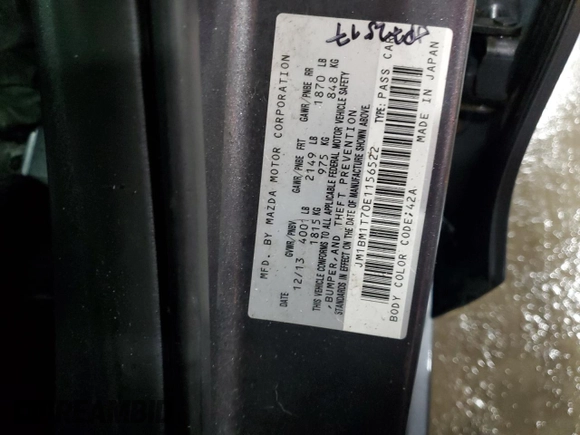 MFD. BY MAZDA MOTOR CORPORATION
DATE GVWR/PNBV GAWR/PNBE FRT GAWR/PNBE RR
12/13 4001 LB 2149 LB 1870 LB
1815 KG 975 KG 848 KG
THIS VEHICLE CONFORMS TO ALL APPLICABLE FEDERAL MOTOR VEHICLE SAFETY
, BUMPER, AND THEFT PREVENTION
STANDARDS IN EFFECT ON THE DATE OF MANUFACTURE SHOWN ABOVE.
JM1BM1T70E1156522 TYPE: PASS CAR
BODY COLOR CODE: 42A MADE IN JAPAN